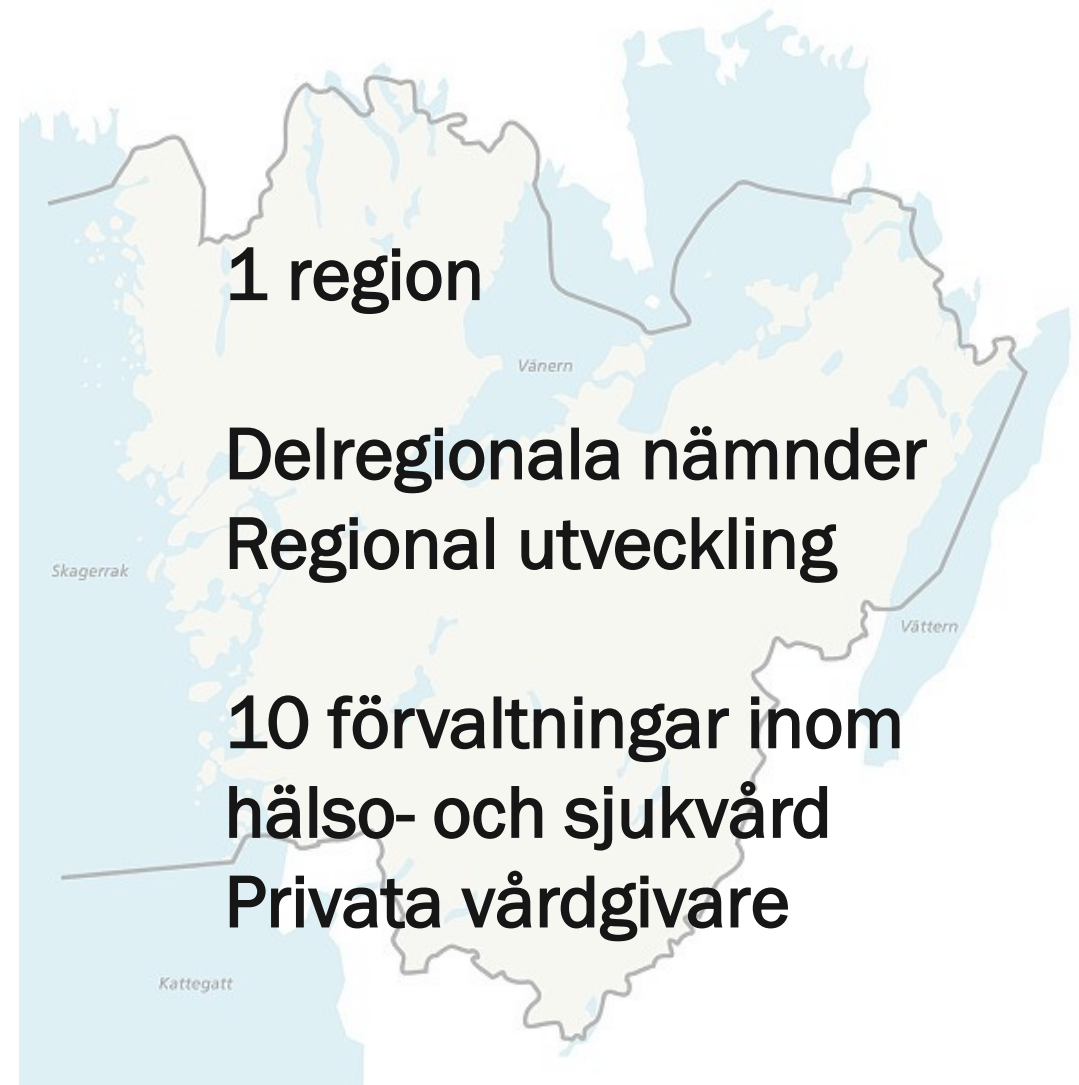 1 region
Vänern
Delregionala nämnder
Regional utveckling
Skagerrak
Vättern
10 förvaltningar inom
hälso- och sjukvård
Privata vårdgivare
Kattegatt